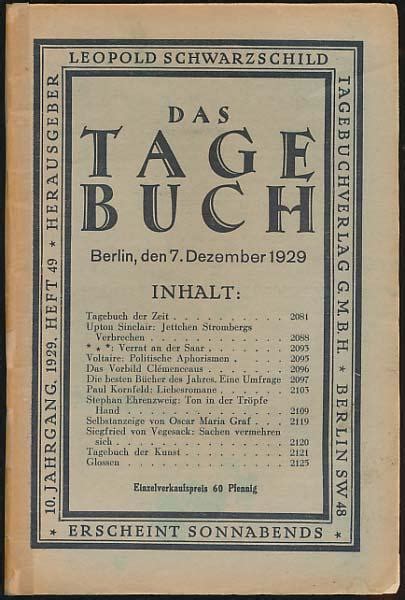 LEOPOLD SCHWARZSCHILD
10. JAHRGANG, 1929, HEFT 49 * HERAUSGEBER
TAGEBUCHVERLAG G.M.B.H. * BERLIN SW 48
DAS
TAGE
BUCH
Berlin, den 7. Dezember 1929
INHALT:
Tagebuch der Zeit . . . . . . . . . . . 2081
Upton Sinclair: Jettchen Strombergs
Verbrechen . . . . . . . . . . . . 2088
* * *: Verrat an der Saar . . . . . . . . 2093
Voltaire: Politische Aphorismen . . . . . 2095
Das Vorbild Clémenceaus . . . . . . . . 2096
Die besten Bücher des Jahres. Eine Umfrage 2097
Paul Kornfeld: Liebesromane . . . . . . 2103
Stephan Ehrenzweig: Ton in der Tröpfe
Hand . . . . . . . . . . . . . . 2109
Selbstanzeige von Oscar Maria Graf . . . 2119
Siegfried von Vegesack: Sachen vermehren
sich . . . . . . . . . . . . . . . 2120
Tagebuch der Kunst . . . . . . . . . . 2121
Glossen . . . . . . . . . . . . . . . 2125
Einzelverkaufspreis 60 Pfennig
* ERSCHEINT SONNABENDS *